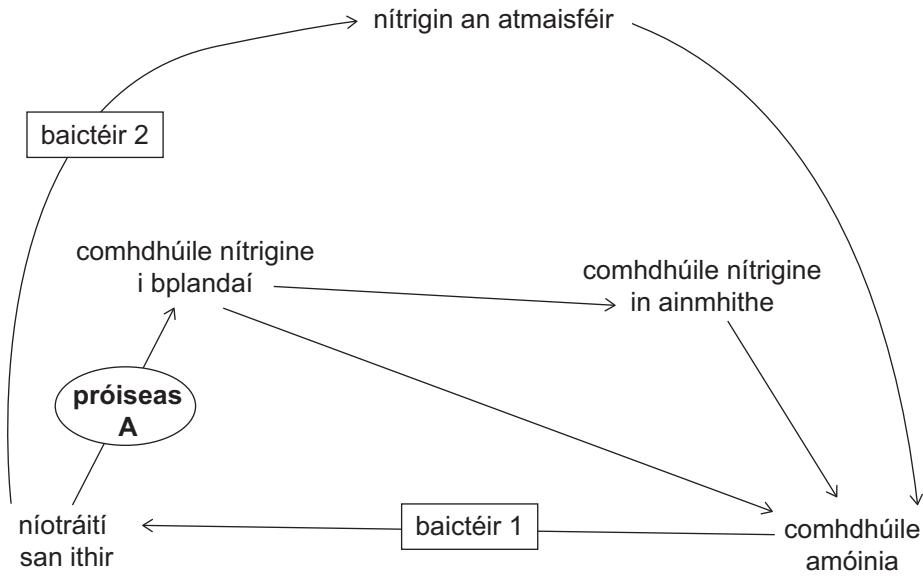 nítrigin an atmaisféir
baictéir 2
comhdhúile nítrigine
i bplandaí
comhdhúile nítrigine
in ainmhithe
próiseas
A
níotráití
san ithir
baictéir 1
comhdhúile
amóinia